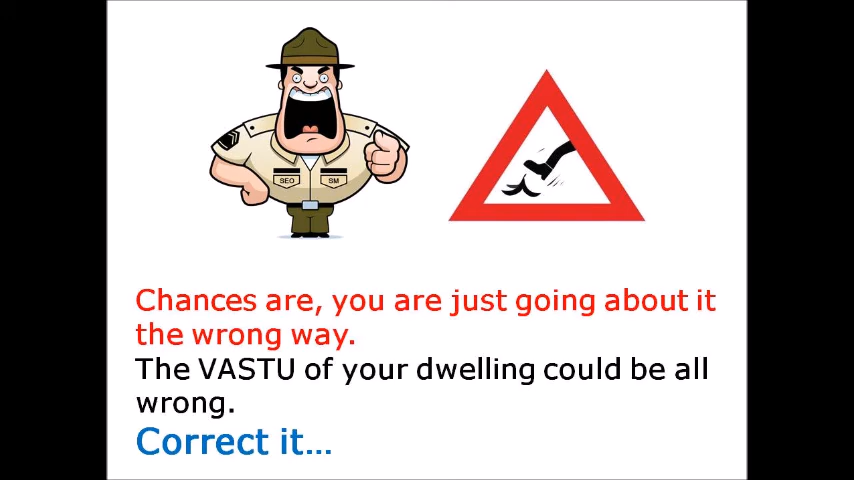 SEO SM
Chances are, you are just going about it
the wrong way.
The VASTU of your dwelling could be all
wrong.
Correct it...